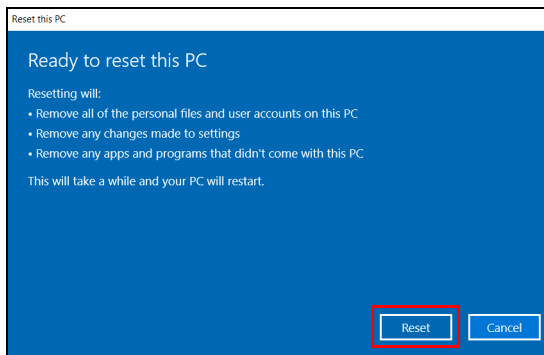 Reset this PC
Ready to reset this PC
Resetting will:
• Remove all of the personal files and user accounts on this PC
• Remove any changes made to settings
• Remove any apps and programs that didn't come with this PC
This will take a while and your PC will restart.
Reset Cancel